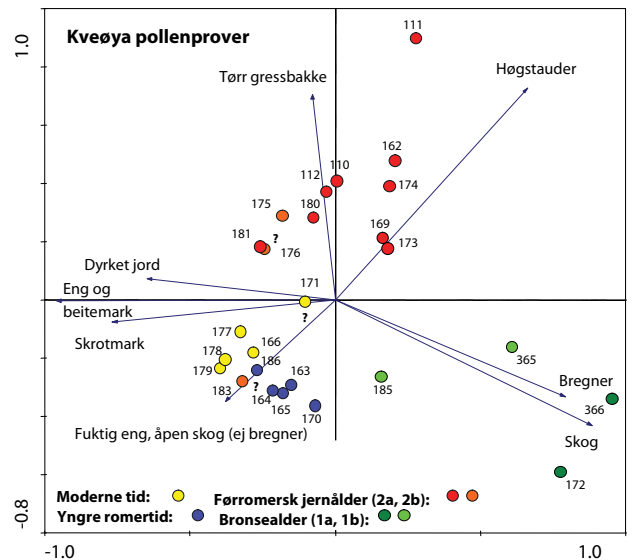 Kveøya pollenprover
1.0
111
Tørr gressbakke
Høgstauder
162
112
110
174
175
180
169
181
?
176
173
Dyrket jord
171
Eng og
beitemark
?
Skrotmark
177
166
178
186
163
365
179
185
183
?
164
165
170
Bregner
366
Fuktig eng, åpen skog (ej bregner)
Skog
172
Moderne tid:
Førromersk jernålder (2a, 2b):
Yngre romertid:
Bronsealder (1a, 1b):
-0.8
-1.0
1.0